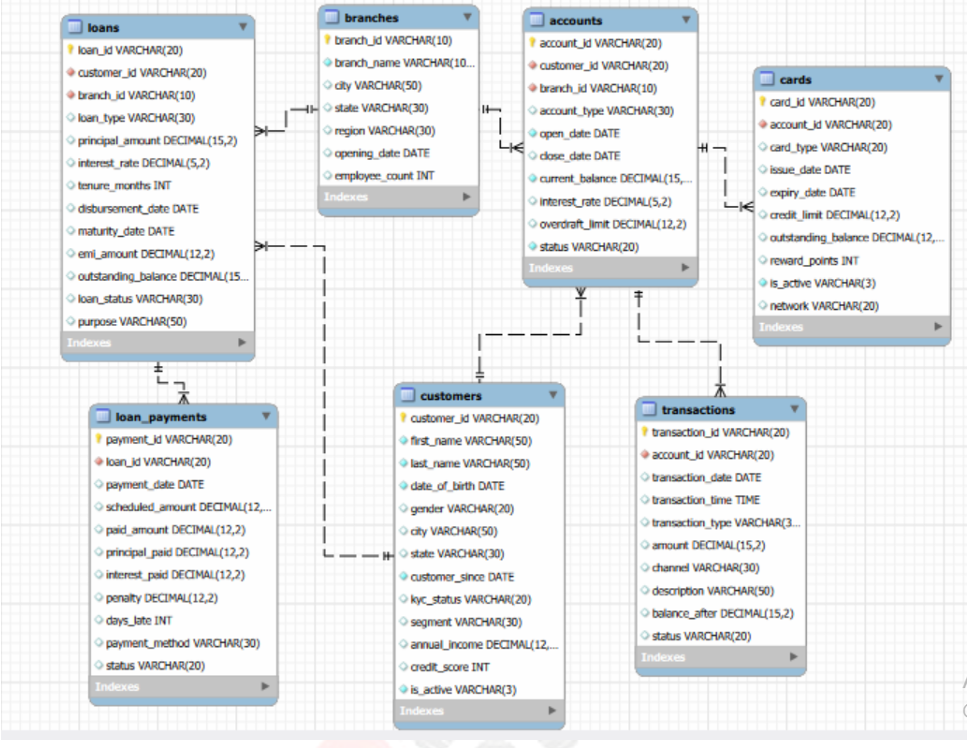 loans
loan_id VARCHAR(20)
customer_id VARCHAR(20)
branch_id VARCHAR(10)
loan_type VARCHAR(30)
principal_amount DECIMAL(15,2)
interest_rate DECIMAL(5,2)
tenure_months INT
disbursement_date DATE
maturity_date DATE
emi_amount DECIMAL(12,2)
outstanding_balance DECIMAL(15...
loan_status VARCHAR(30)
purpose VARCHAR(50)
Indexes
branches
branch_id VARCHAR(10)
branch_name VARCHAR(10...
city VARCHAR(50)
state VARCHAR(30)
region VARCHAR(30)
opening_date DATE
employee_count INT
Indexes
accounts
account_id VARCHAR(20)
customer_id VARCHAR(20)
branch_id VARCHAR(10)
account_type VARCHAR(30)
open_date DATE
close_date DATE
current_balance DECIMAL(15,...
interest_rate DECIMAL(5,2)
overdraft_limit DECIMAL(12,2)
status VARCHAR(20)
Indexes
cards
card_id VARCHAR(20)
account_id VARCHAR(20)
card_type VARCHAR(20)
issue_date DATE
expiry_date DATE
credit_limit DECIMAL(12,2)
outstanding_balance DECIMAL(12,...
reward_points INT
is_active VARCHAR(3)
network VARCHAR(20)
Indexes
loan_payments
payment_id VARCHAR(20)
loan_id VARCHAR(20)
payment_date DATE
scheduled_amount DECIMAL(12,...
paid_amount DECIMAL(12,2)
principal_paid DECIMAL(12,2)
interest_paid DECIMAL(12,2)
penalty DECIMAL(12,2)
days_late INT
payment_method VARCHAR(30)
status VARCHAR(20)
Indexes
customers
customer_id VARCHAR(20)
first_name VARCHAR(50)
last_name VARCHAR(50)
date_of_birth DATE
gender VARCHAR(20)
city VARCHAR(50)
state VARCHAR(30)
customer_since DATE
kyc_status VARCHAR(20)
segment VARCHAR(30)
annual_income DECIMAL(12,...
credit_score INT
is_active VARCHAR(3)
Indexes
transactions
transaction_id VARCHAR(20)
account_id VARCHAR(20)
transaction_date DATE
transaction_time TIME
transaction_type VARCHAR(3...
amount DECIMAL(15,2)
channel VARCHAR(30)
description VARCHAR(50)
balance_after DECIMAL(15,2)
status VARCHAR(20)
Indexes